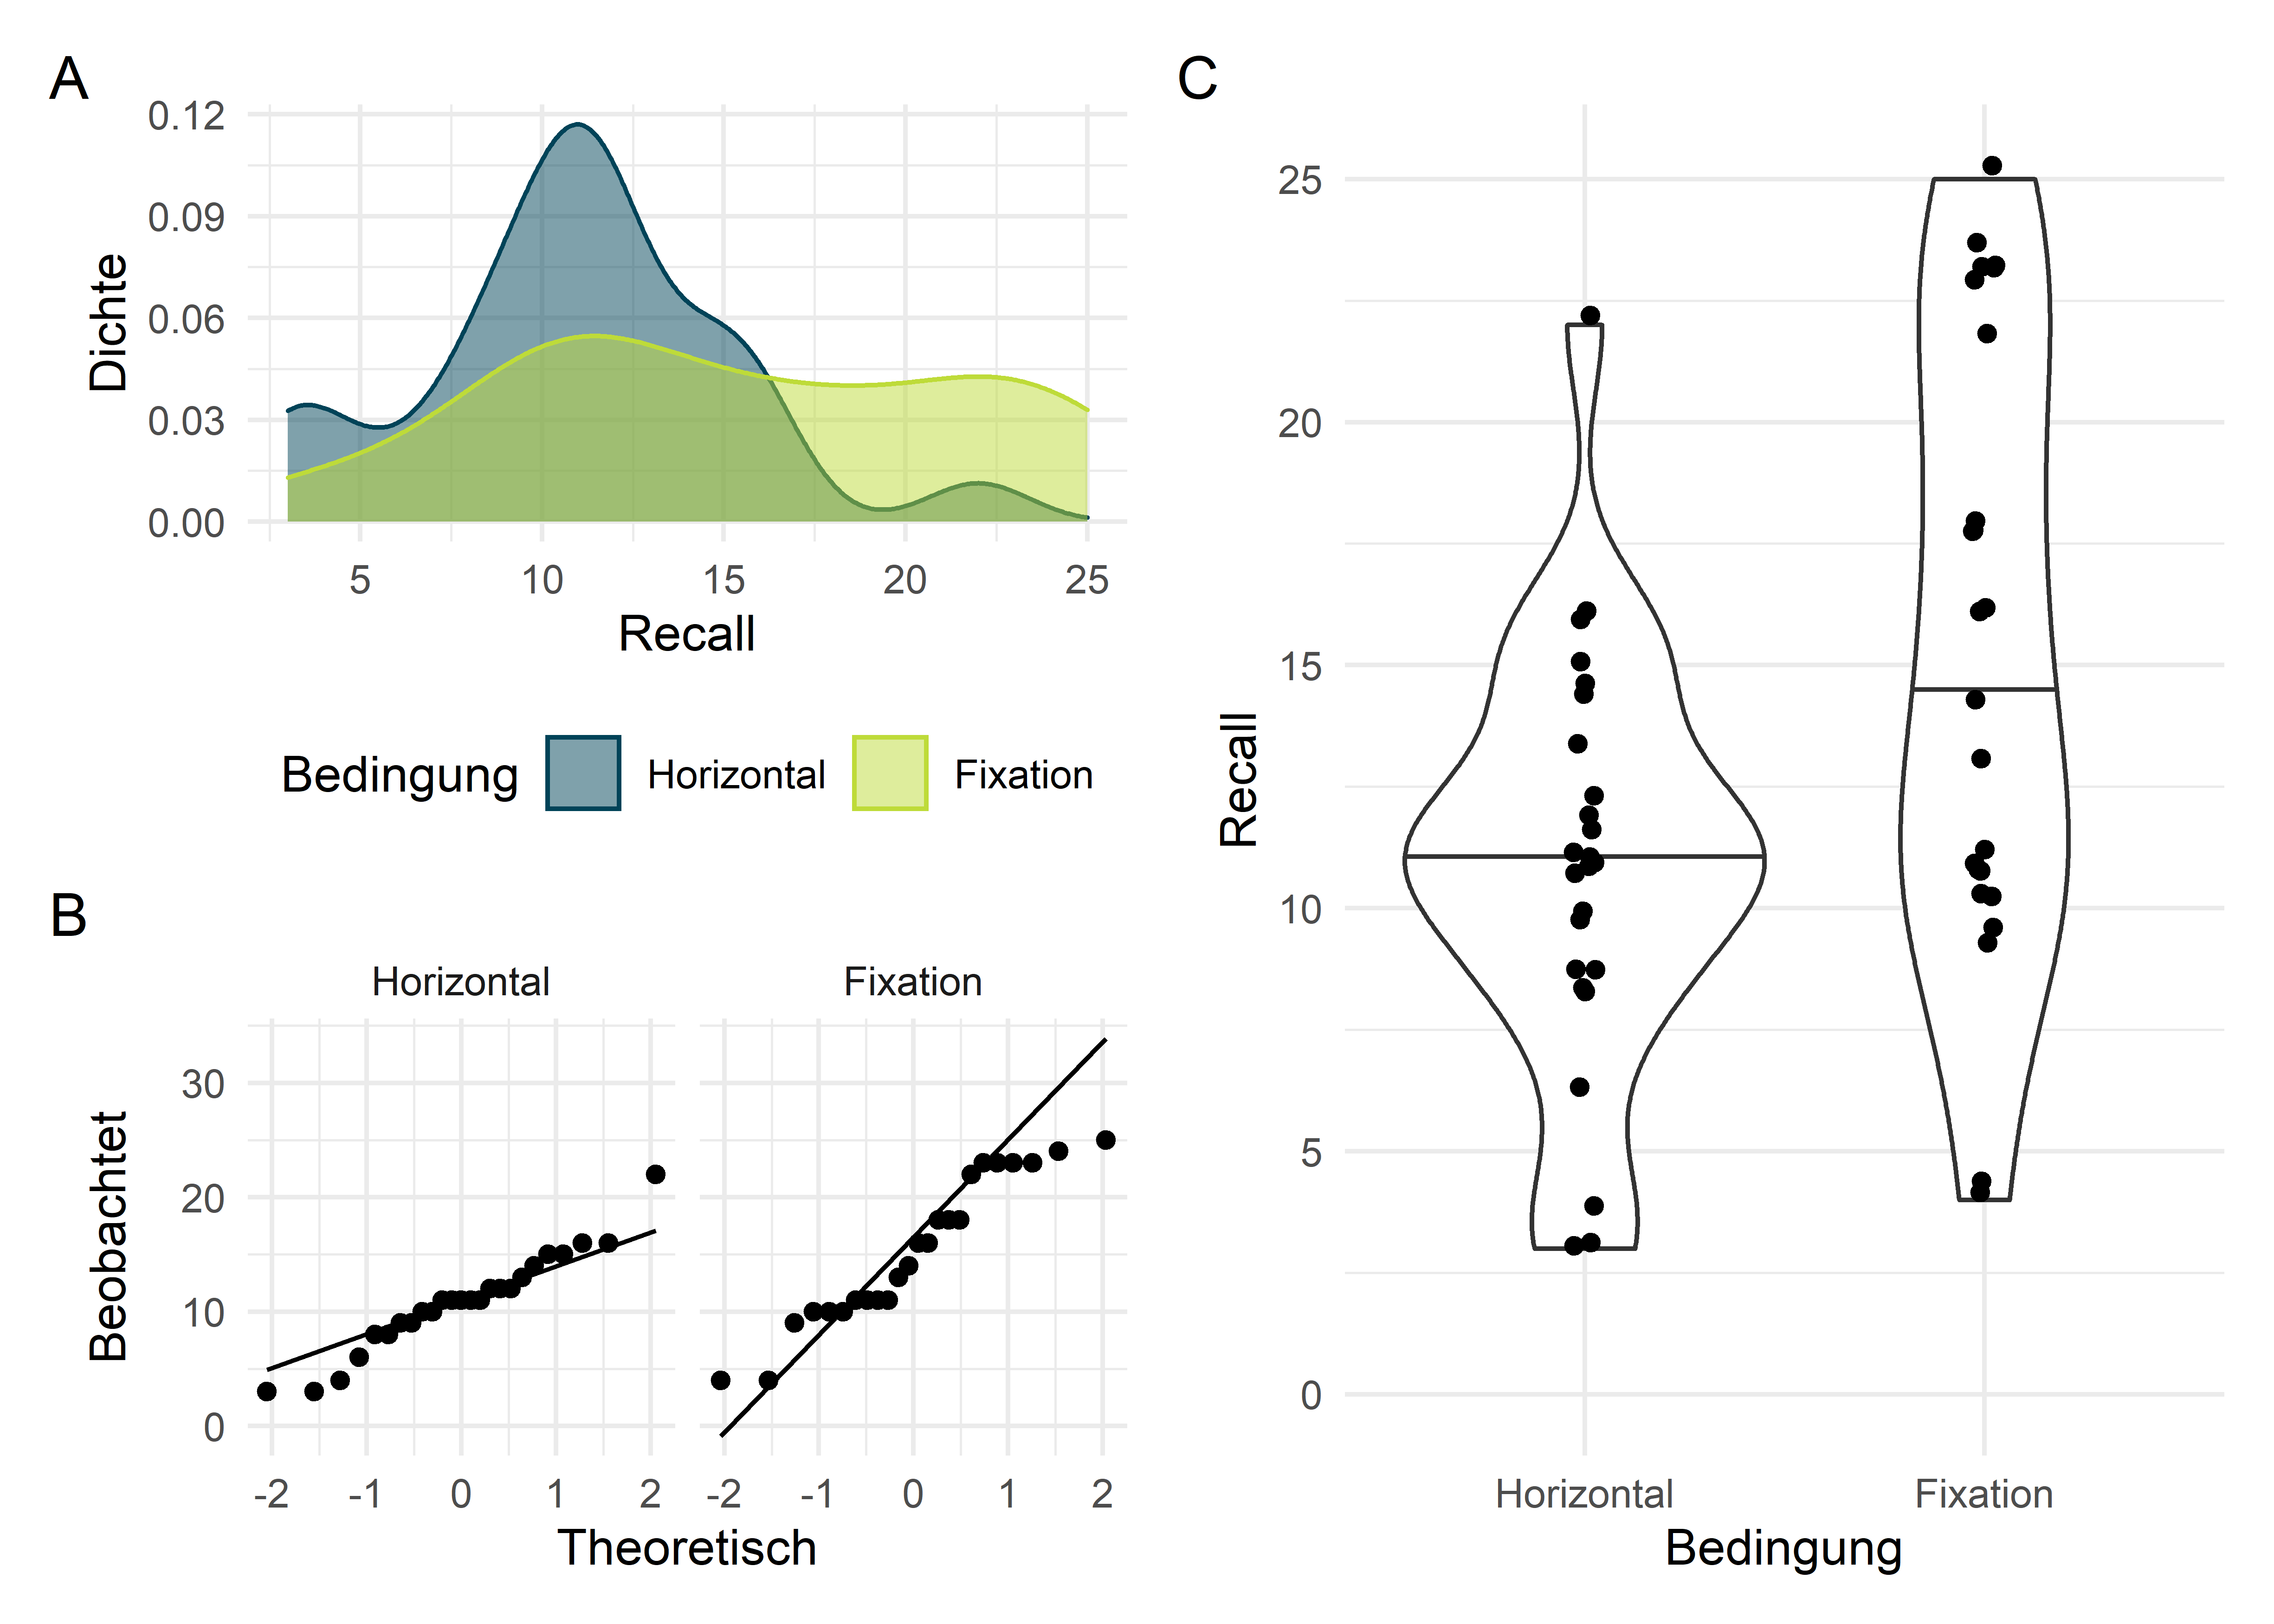 A
0.12
0.09
0.06
0.03
0.00
Dichte
5 10 15 20 25
Recall
Bedingung Horizontal Fixation
B
Horizontal Fixation
30
20
10
0
Beobachtet
-2 -1 0 1 2 -2 -1 0 1 2
Theoretisch
C
25
20
15
10
5
0
Recall
Horizontal Fixation
Bedingung